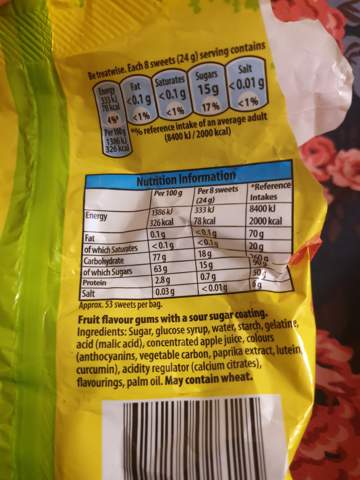 Be treatwise. Each 8 sweets (24 g) serving contains
Energy 333 kJ 78 kcal 4%*
Fat <0.1 g <1%
Saturates <0.1 g <1%
Sugars 15 g 17%
Salt <0.01 g <1%
Per 100 g 1386 kJ 326 kcal
*% reference intake of an average adult
(8400 kJ / 2000 kcal)
Nutrition Information
Per 100 g Per 8 sweets (24 g) *Reference Intakes
Energy 1386 kJ 333 kJ 8400 kJ
326 kcal 78 kcal 2000 kcal
Fat 0.1 g <0.1 g 70 g
of which Saturates <0.1 g <0.1 g 20 g
Carbohydrate 77 g 18 g 260 g
of which Sugars 63 g 15 g 90 g
Protein 2.8 g 0.7 g 50 g
Salt 0.03 g <0.01 g 6 g
Approx. 53 sweets per bag.
Fruit flavour gums with a sour sugar coating.
Ingredients: Sugar, glucose syrup, water, starch, gelatine,
acid (malic acid), concentrated apple juice, colours
(anthocyanins, vegetable carbon, paprika extract, lutein,
curcumin), acidity regulator (calcium citrates),
flavourings, palm oil. May contain wheat.